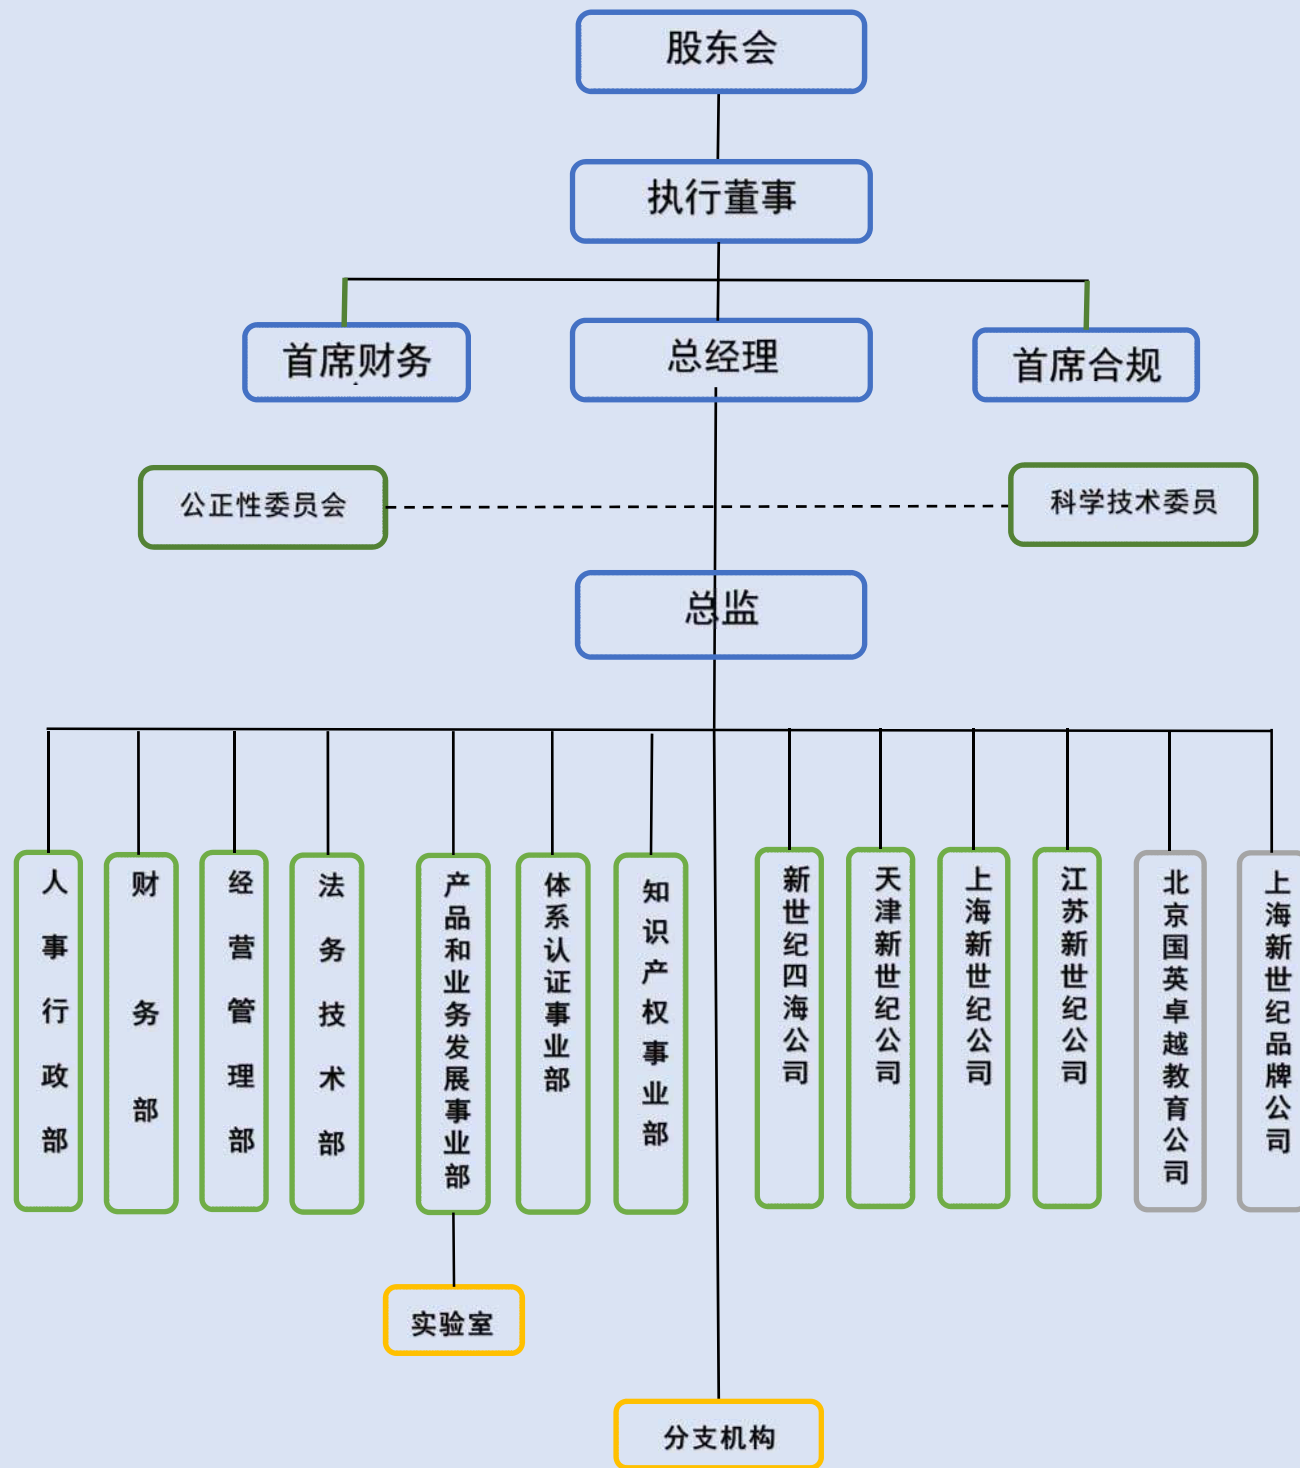 股东会
执行董事
首席财务
总经理
首席合规
公正性委员会
科学技术委员
总监
人事行政部
财务部
经营管理部
法务技术部
产品和业务发展事业部
体系认证事业部
知识产权事业部
新世纪四海公司
天津新世纪公司
上海新世纪公司
江苏新世纪公司
北京国英卓越教育公司
上海新世纪品牌公司
实验室
分支机构